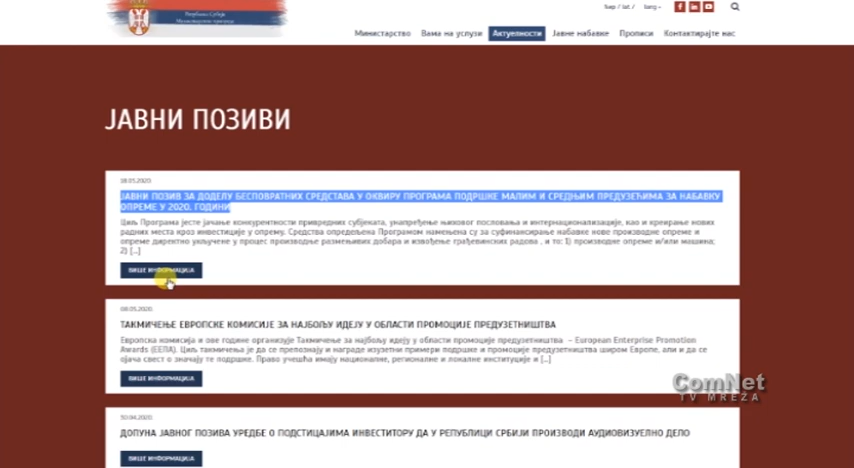 Република Србија
Министарство привреде
ћир / lat /
eng
Министарство Вама на услузи Актуелности Јавне набавке Прописи Контактирајте нас
ЈАВНИ ПОЗИВИ
18.05.2020.
ЈАВНИ ПОЗИВ ЗА ДОДЕЛУ БЕСПОВРАТНИХ СРЕДСТАВА У ОКВИРУ ПРОГРАМА ПОДРШКЕ МАЛИМ И СРЕДЊИМ ПРЕДУЗЕЋИМА ЗА НАБАВКУ
ОПРЕМЕ У 2020. ГОДИНИ
Циљ Програма јесте јачање конкурентности привредних субјеката, унапређење њиховог пословања и интернационализације, као и креирање нових
радних места кроз инвестиције у опрему. Средства опредељена Програмом намењена су за суфинансирање набавке нове производне опреме и
опреме директно укључене у процес производње размењивих добара и извођење грађевинских радова , и то: 1) производне опреме и/или машина;
2) [...]
ВИШЕ ИНФОРМАЦИЈА
08.05.2020.
ТАКМИЧЕЊЕ ЕВРОПСКЕ КОМИСИЈЕ ЗА НАЈБОЉУ ИДЕЈУ У ОБЛАСТИ ПРОМОЦИЈЕ ПРЕДУЗЕТНИШТВА
Европска комисија и ове године организује Такмичење за најбољу идеју у области промоције предузетништва – European Enterprise Promotion
Awards (ЕЕПА). Циљ такмичења је да се препознају и награде изузетни примери подршке и промоције предузетништва широм Европе, али и да се
ојача свест о значају те подршке. Право учешћа имају националне, регионалне и локалне институције и [...]
ВИШЕ ИНФОРМАЦИЈА
ComNet
TV MREŽA
30.04.2020.
ДОПУНА ЈАВНОГ ПОЗИВА УРЕДБЕ О ПОДСТИЦАЈИМА ИНВЕСТИТОРУ ДА У РЕПУБЛИЦИ СРБИЈИ ПРОИЗВОДИ АУДИОВИЗУЕЛНО ДЕЛО
ВИШЕ ИНФОРМАЦИЈА